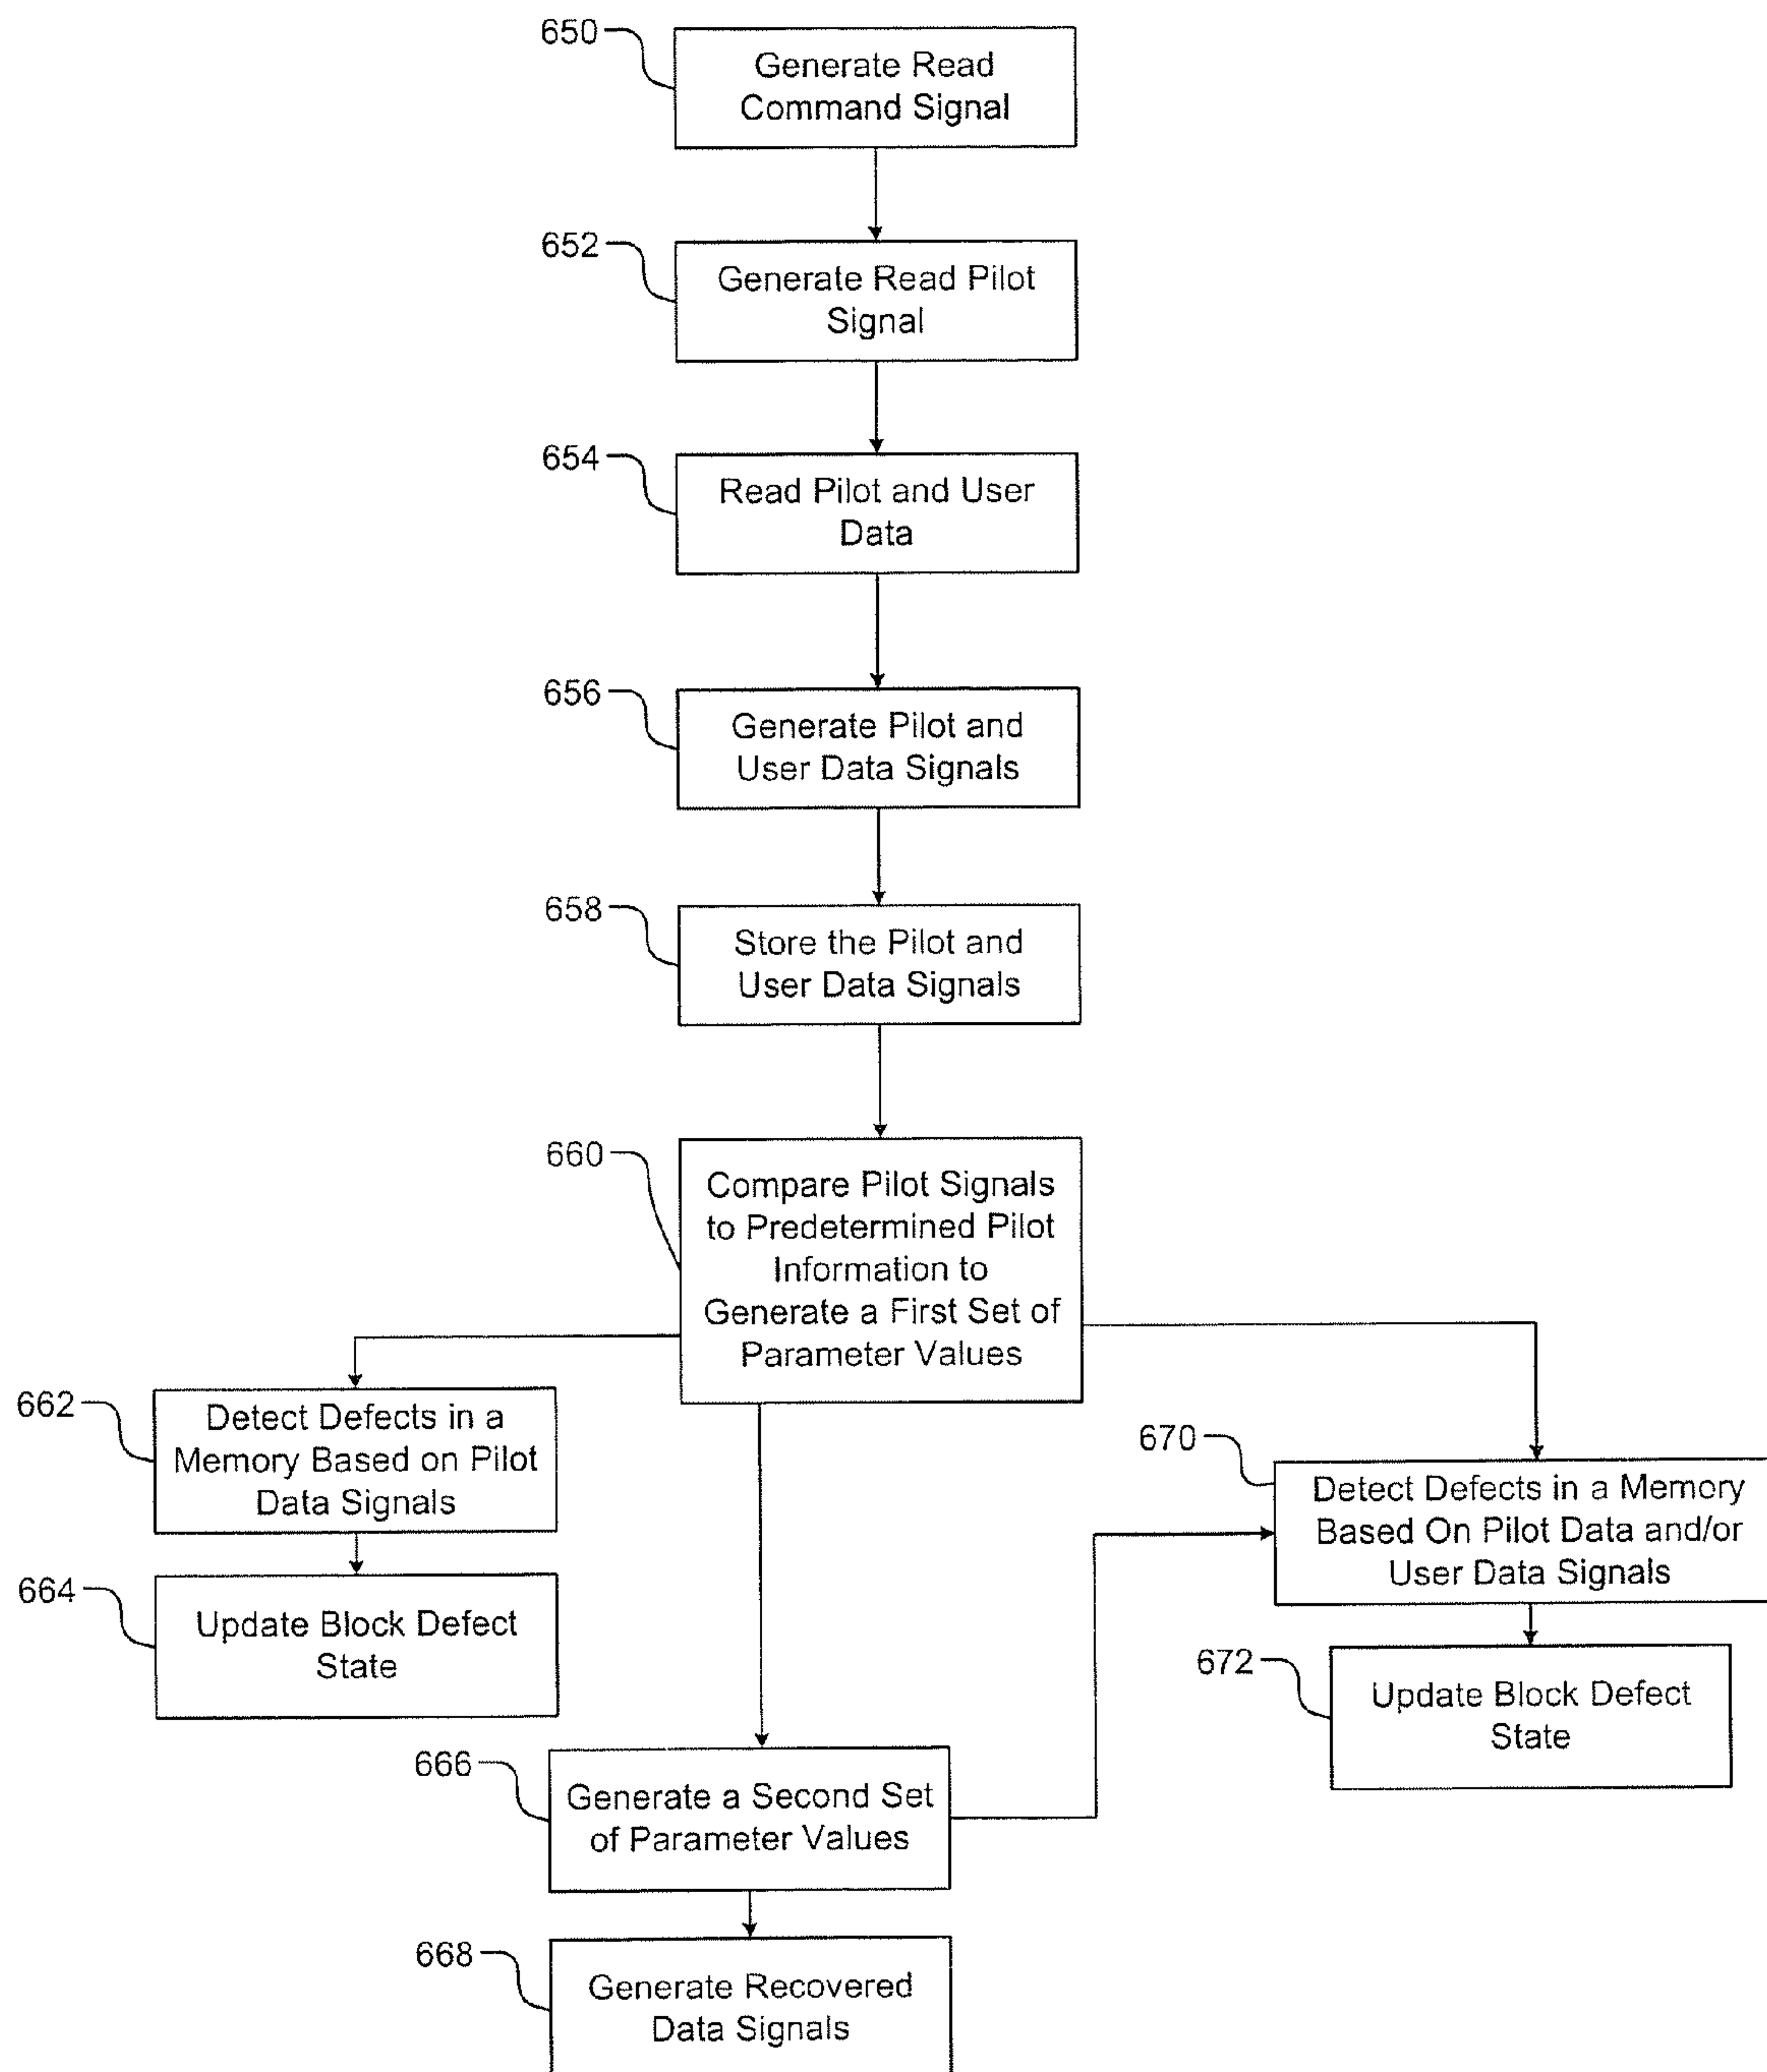 650
Generate Read
Command Signal
652
Generate Read Pilot
Signal
654
Read Pilot and User
Data
656
Generate Pilot and
User Data Signals
658
Store the Pilot and
User Data Signals
660
Compare Pilot Signals
to Predetermined Pilot
Information to
Generate a First Set of
Parameter Values
662
Detect Defects in a
Memory Based on Pilot
Data Signals
664
Update Block Defect
State
666
Generate a Second Set
of Parameter Values
668
Generate Recovered
Data Signals
670
Detect Defects in a Memory
Based On Pilot Data and/or
User Data Signals
672
Update Block Defect
State